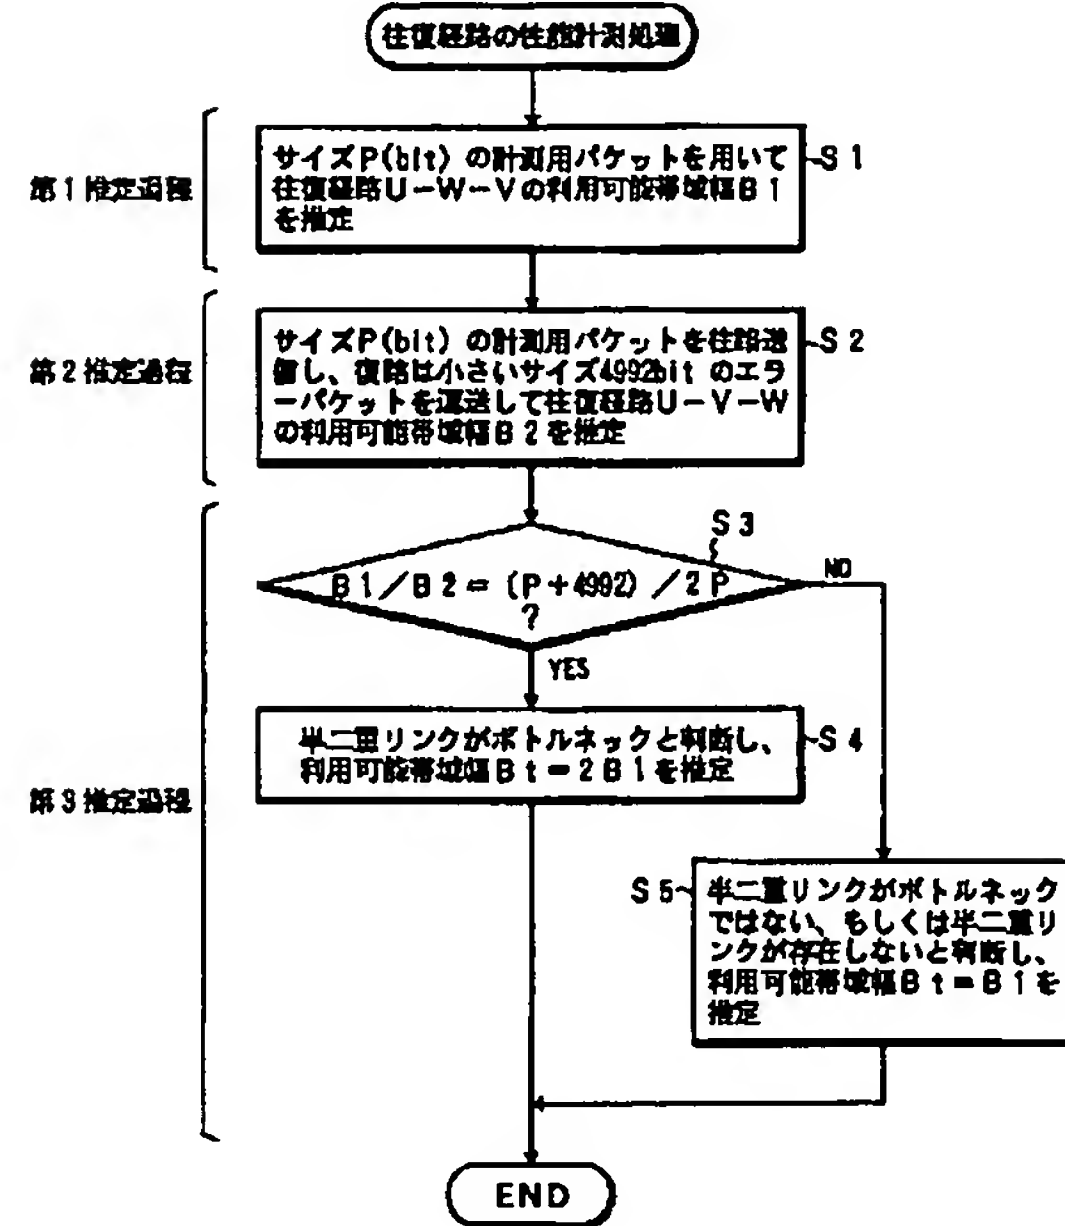 往復経路の性能計測処理
第1推定過程
サイズP(bit)の計測用パケットを用いて
往復経路U-W-Vの利用可能帯域幅B1
を推定
S1
第2推定過程
サイズP(bit)の計測用パケットを往路送
信し、復路は小さいサイズ4992bitのエラ
ーパケットを返送して往復経路U-V-W
の利用可能帯域幅B2を推定
S2
第3推定過程
S3
B1/B2=(P+4992)/2P
?
NO
YES
半二重リンクがボトルネックと判断し、
利用可能帯域幅Bt=2B1を推定
S4
S5
半二重リンクがボトルネック
ではない、もしくは半二重リ
ンクが存在しないと判断し、
利用可能帯域幅Bt=B1を
推定
END